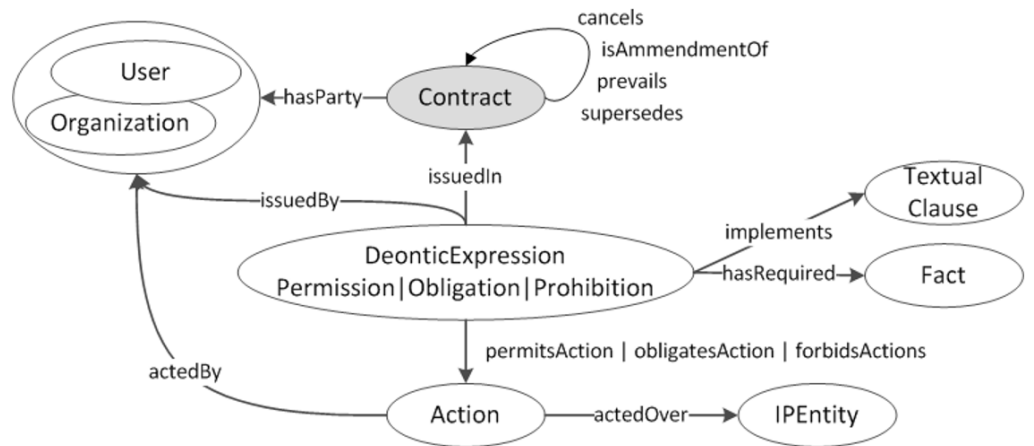 cancels
isAmmendmentOf
prevails
supersedes
User
Organization
hasParty
Contract
issuedIn
issuedBy
Textual
Clause
implements
DeonticExpression
Permission|Obligation|Prohibition
hasRequired
Fact
permitsAction | obligatesAction | forbidsActions
actedBy
Action
actedOver
IPEntity